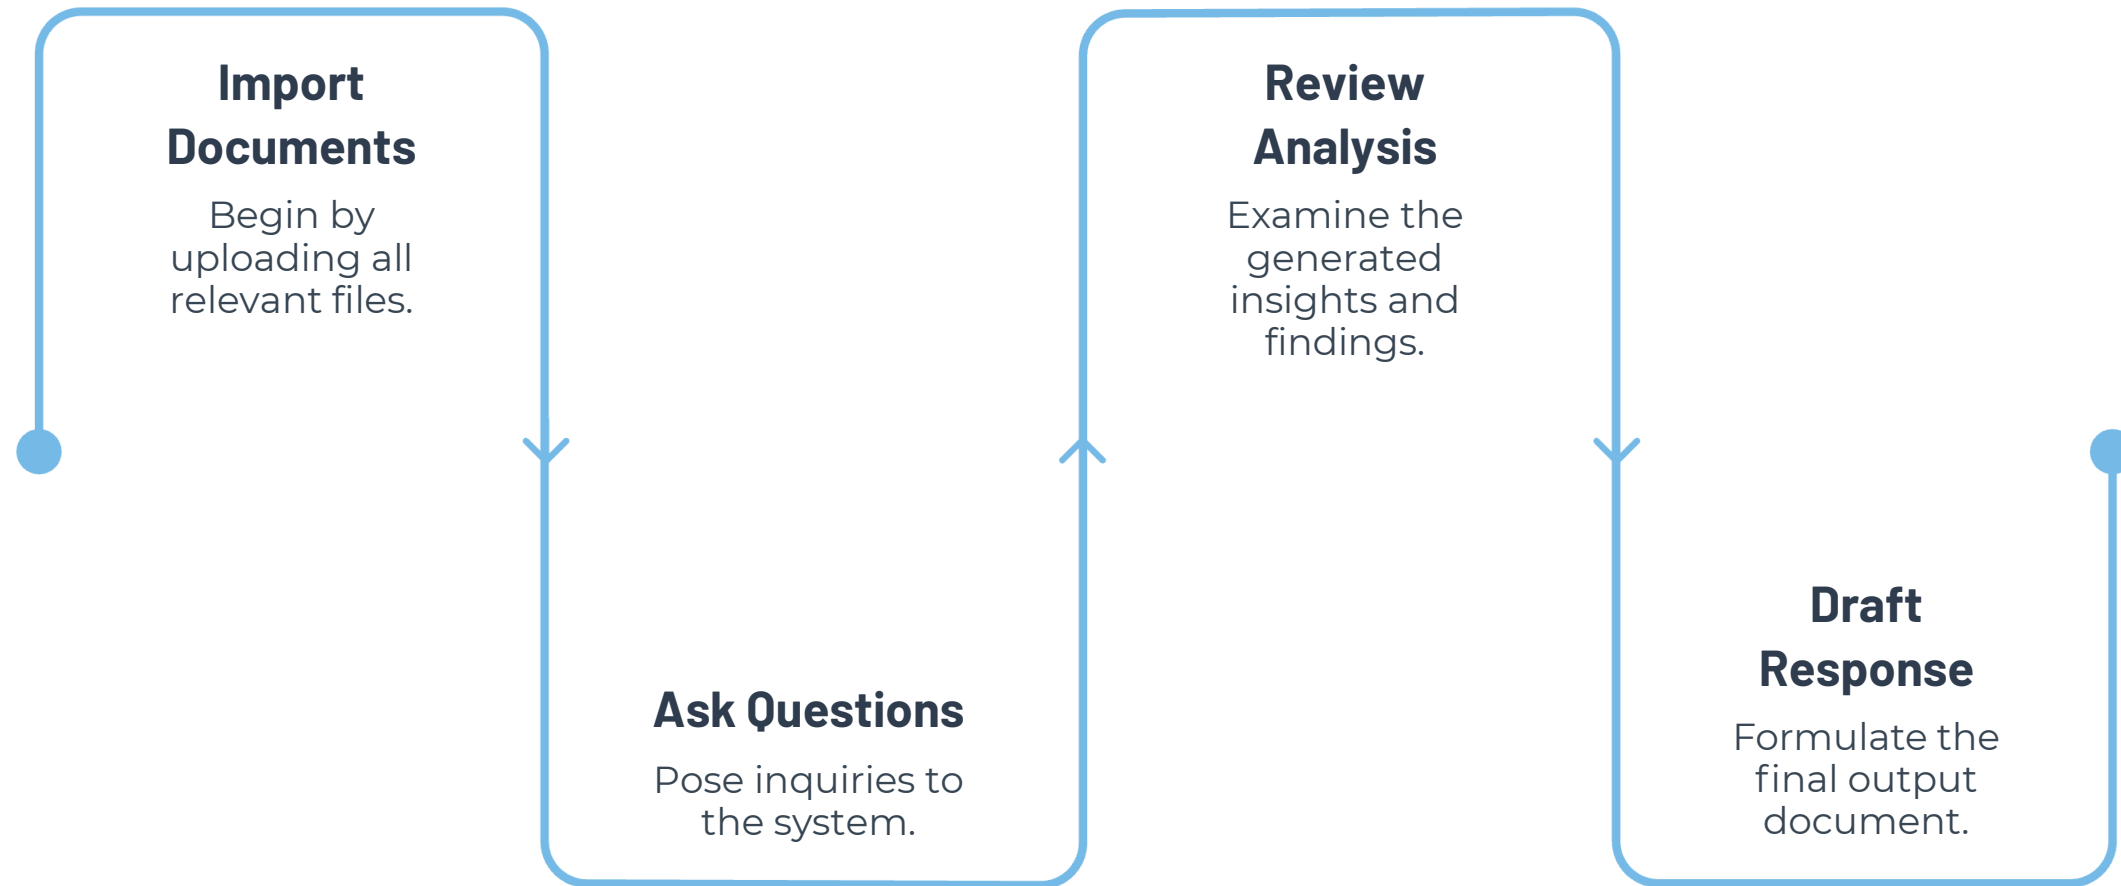 Import
Documents
Begin by
uploading all
relevant files.
Ask Questions
Pose inquiries to
the system.
Review
Analysis
Examine the
generated
insights and
findings.
Draft
Response
Formulate the
final output
document.